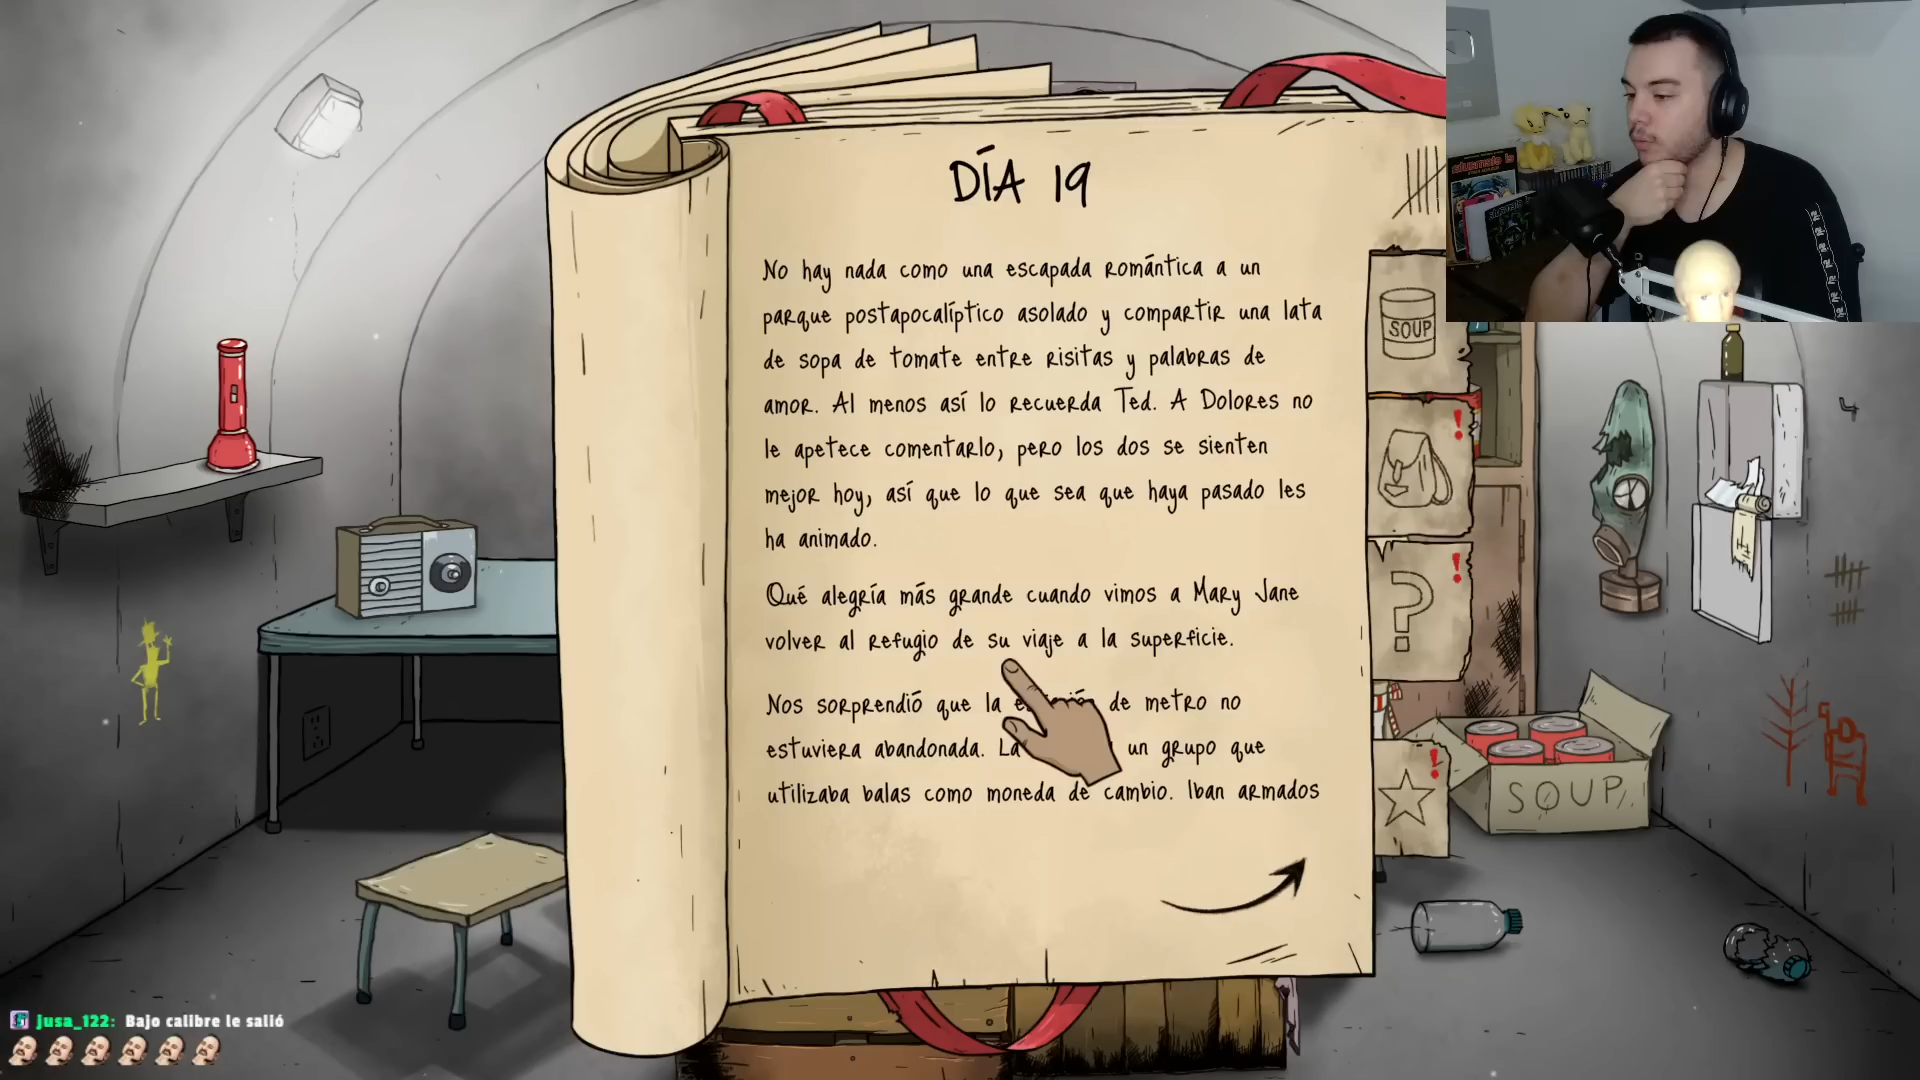 DÍA 19
No hay nada como una escapada romántica a un
parque postapocalíptico asolado y compartir una lata
de sopa de tomate entre risitas y palabras de
amor. Al menos así lo recuerda Ted. A Dolores no
le apetece comentarlo, pero los dos se sienten
mejor hoy, así que lo que sea que haya pasado les
ha animado.
Qué alegría más grande cuando vimos a Mary Jane
volver al refugio de su viaje a la superficie.
Nos sorprendió que la de metro no
estuviera abandonada. La un grupo que
utilizaba balas como moneda de cambio. Iban armados
SOUP
!
!
?
!
SOUP
jusa_122: Bajo calibre le salió